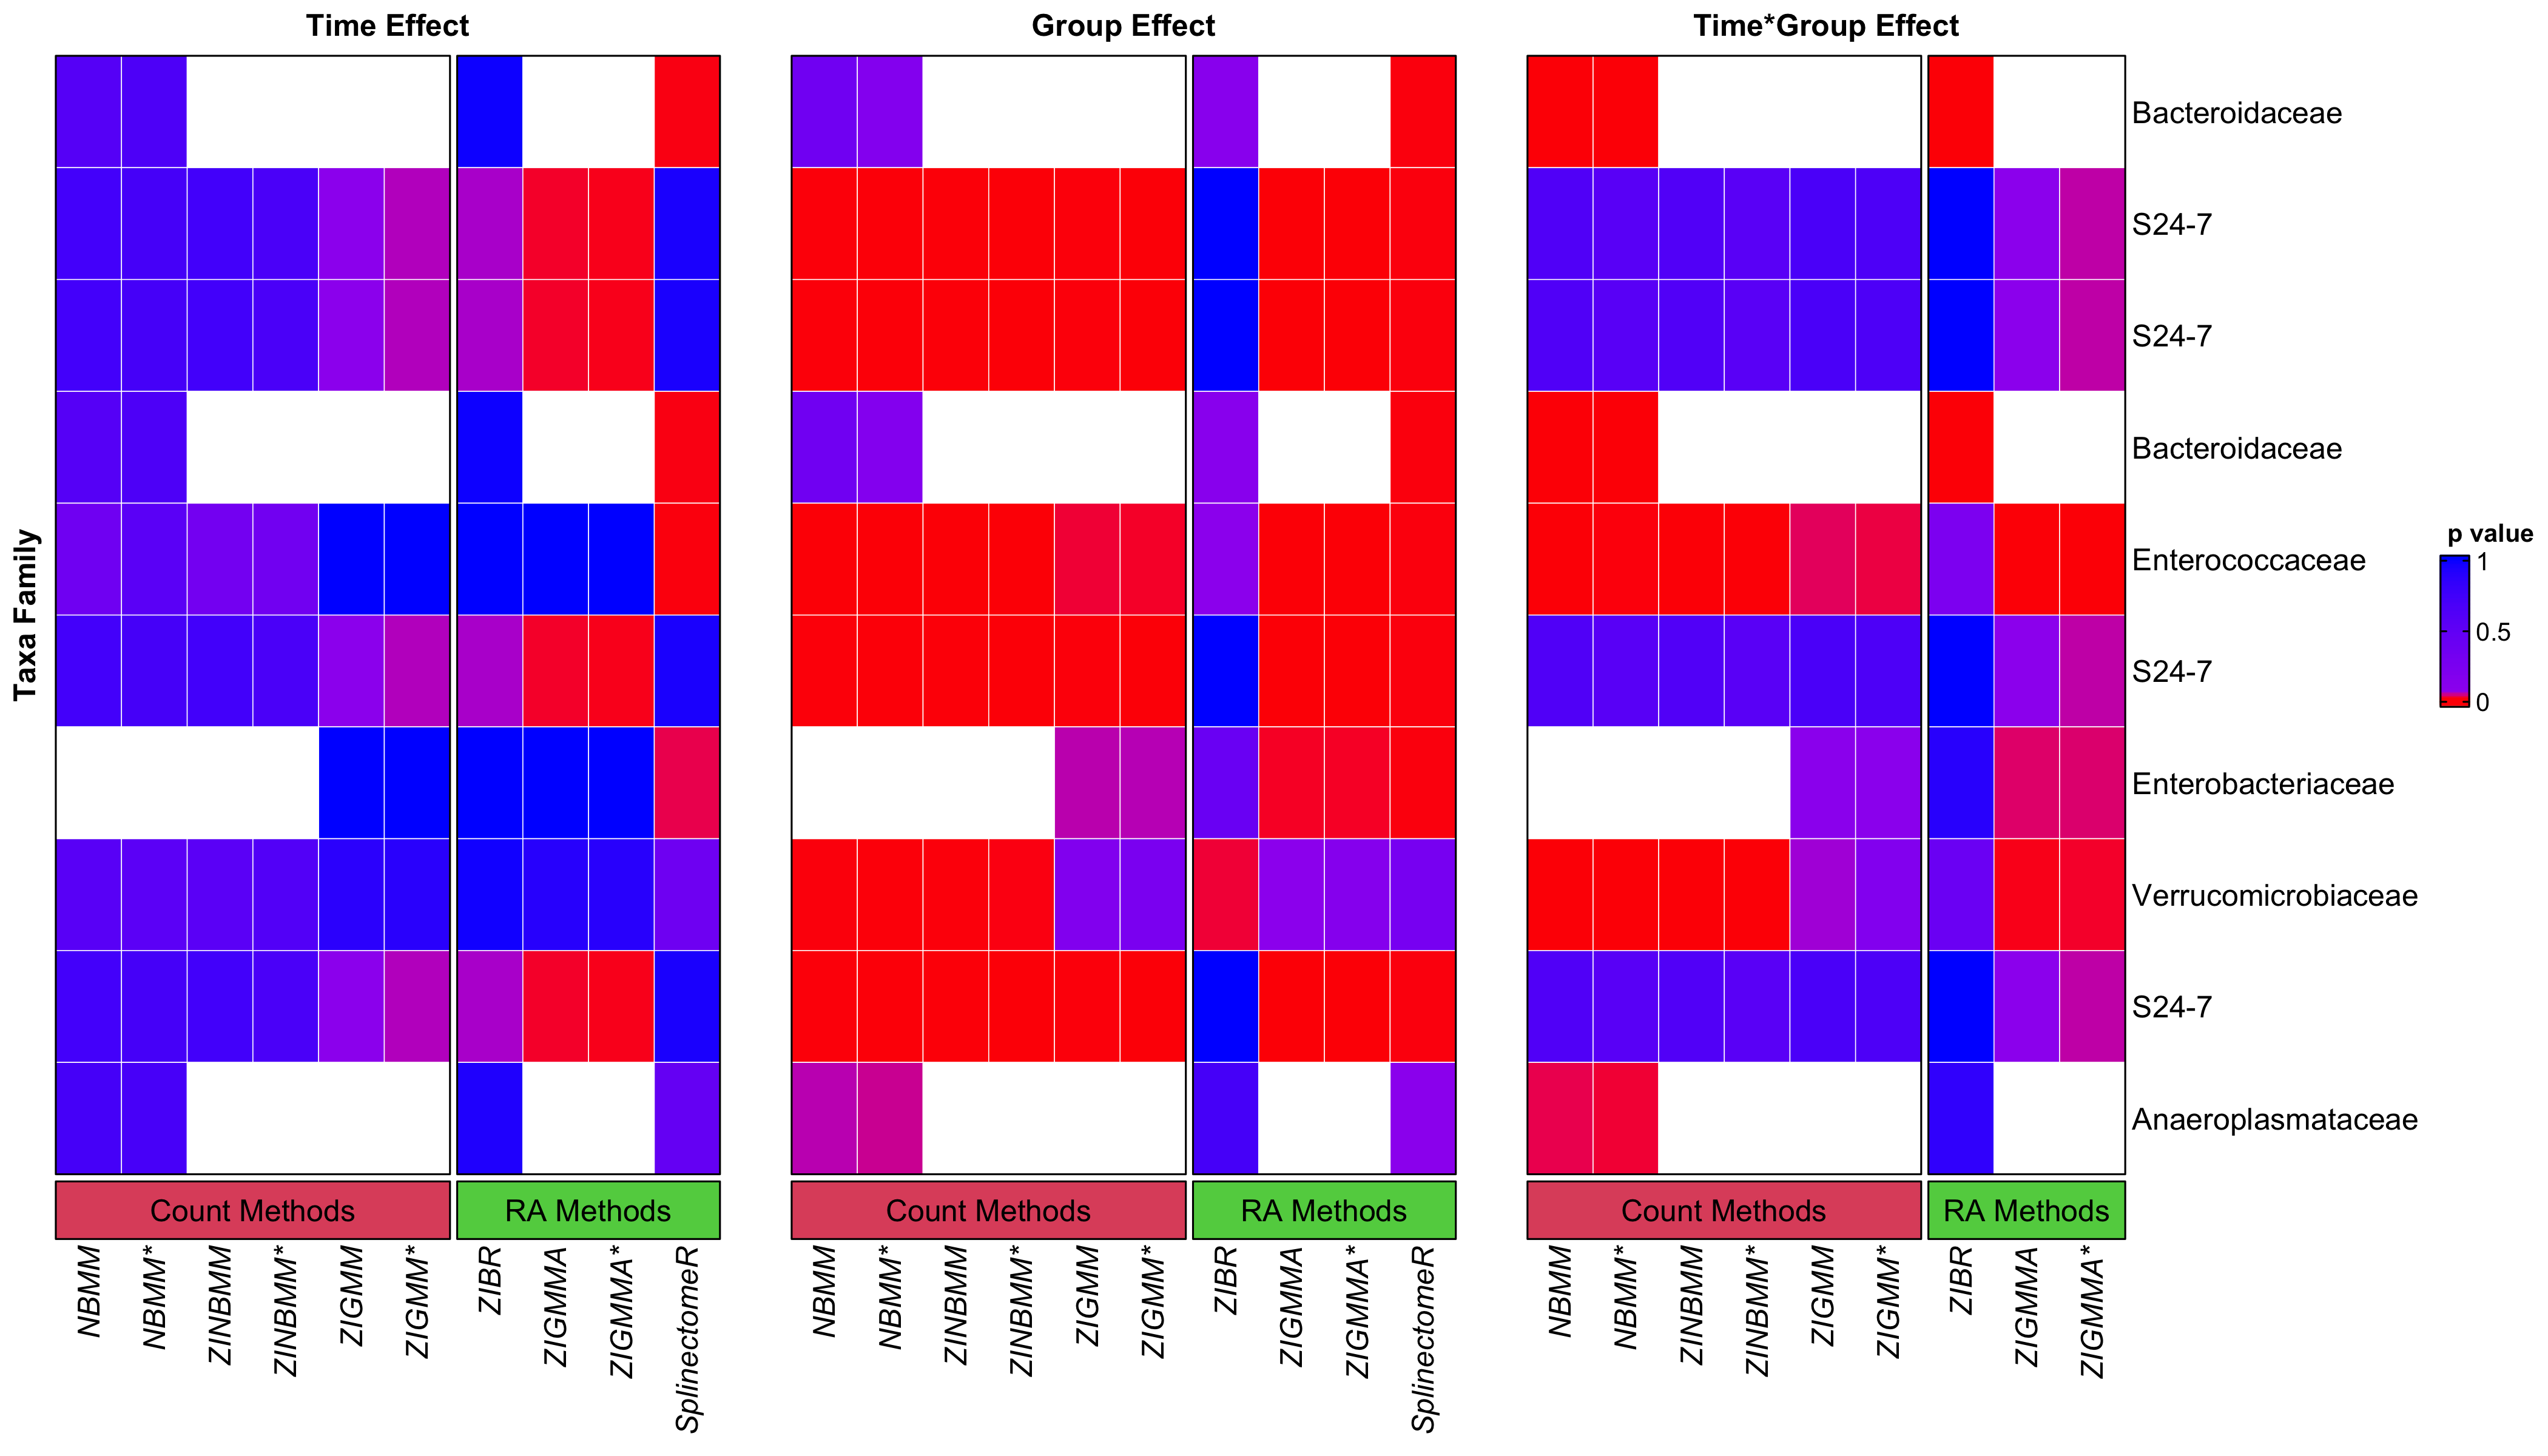 Time Effect
Group Effect
Time*Group Effect
Taxa Family
Bacteroidaceae
S24-7
S24-7
Bacteroidaceae
Enterococcaceae
S24-7
Enterobacteriaceae
Verrucomicrobiaceae
S24-7
Anaeroplasmataceae
p value
1
0.5
0
Count Methods
RA Methods
Count Methods
RA Methods
Count Methods
RA Methods
NBMM
NBMM*
ZINBMM
ZINBMM*
ZIGMM
ZIGMM*
ZIBR
ZIGMMA
ZIGMMA*
SplinectomeR
NBMM
NBMM*
ZINBMM
ZINBMM*
ZIGMM
ZIGMM*
ZIBR
ZIGMMA
ZIGMMA*
SplinectomeR
NBMM
NBMM*
ZINBMM
ZINBMM*
ZIGMM
ZIGMM*
ZIBR
ZIGMMA
ZIGMMA*